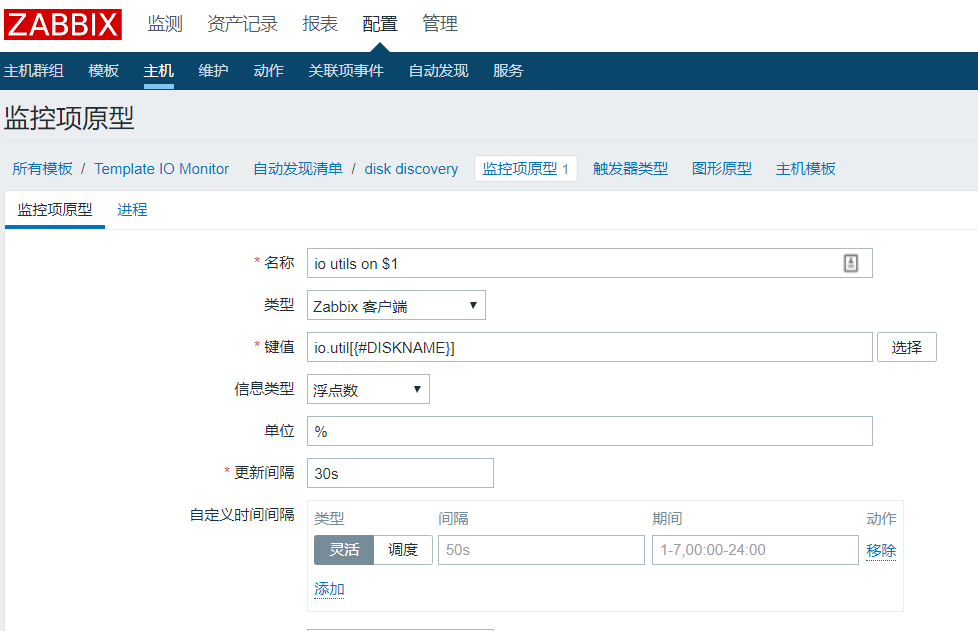 ZABBIX 监测 资产记录 报表 配置 管理
主机群组 模板 主机 维护 动作 关联项事件 自动发现 服务
监控项原型
所有模板 / Template IO Monitor 自动发现清单 / disk discovery 监控项原型 1 触发器类型 图形原型 主机模板
监控项原型 进程
* 名称 io utils on $1
类型 Zabbix 客户端
* 键值 io.util[{#DISKNAME}] 选择
信息类型 浮点数
单位 %
* 更新间隔 30s
自定义时间间隔 类型 间隔 期间 动作
灵活 调度 50s 1-7,00:00-24:00 移除
添加